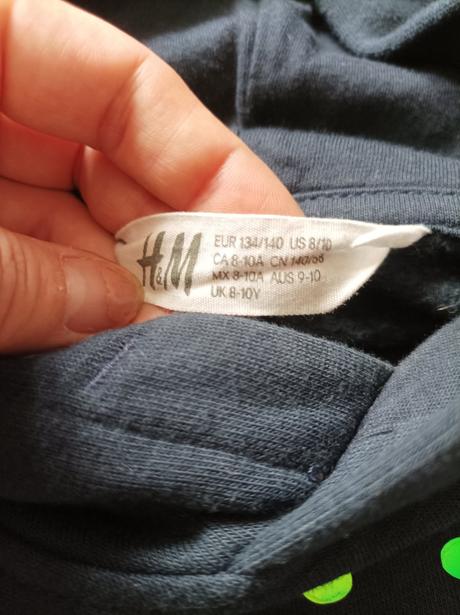 H&M
EUR 134/140 US 8/10
CA 8-10A CN 140/68
MX 8-10A AUS 9-10
UK 8-10Y